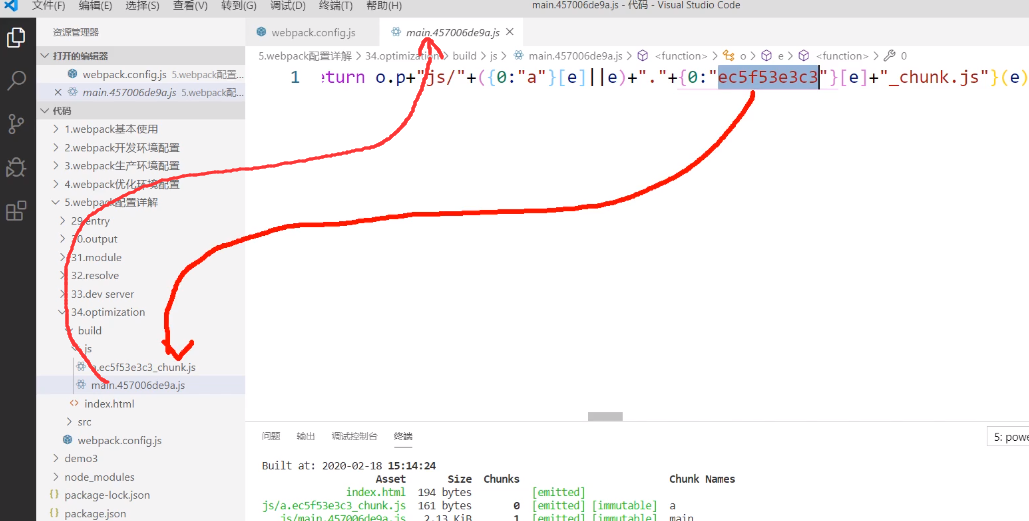 文件(F) 编辑(E) 选择(S) 查看(V) 转到(G) 调试(D) 终端(T) 帮助(H) main.457006de9a.js - 代码 - Visual Studio Code
资源管理器
webpack.config.js
main.457006de9a.js
打开的编辑器
webpack.config.js 5.webpack配置...
main.457006de9a.js 5.webpack配...
代码
1.webpack基本使用
2.webpack开发环境配置
3.webpack生产环境配置
4.webpack优化环境配置
5.webpack配置详解
29.entry
30.output
31.module
32.resolve
33.dev server
34.optimization
build
js
a.ec5f53e3c3_chunk.js
main.457006de9a.js
index.html
src
webpack.config.js
demo3
node_modules
package-lock.json
package.json
5.webpack配置详解 > 34.optimization > build > js > main.457006de9a.js > <function> > o > e > <function> > 0
1 eturn o.p+"js/"+({0:"a"}[e]||e)+"."+{0:"ec5f53e3c3"}[e]+"_chunk.js"}(e)
问题 输出 调试控制台 终端
5: powe
Built at: 2020-02-18 15:14:24
Asset Size Chunks Chunk Names
index.html 194 bytes [emitted]
js/a.ec5f53e3c3_chunk.js 161 bytes 0 [emitted] [immutable] a
js/main.457006de9a.js 2.13 KiB 1 [emitted] [immutable] main